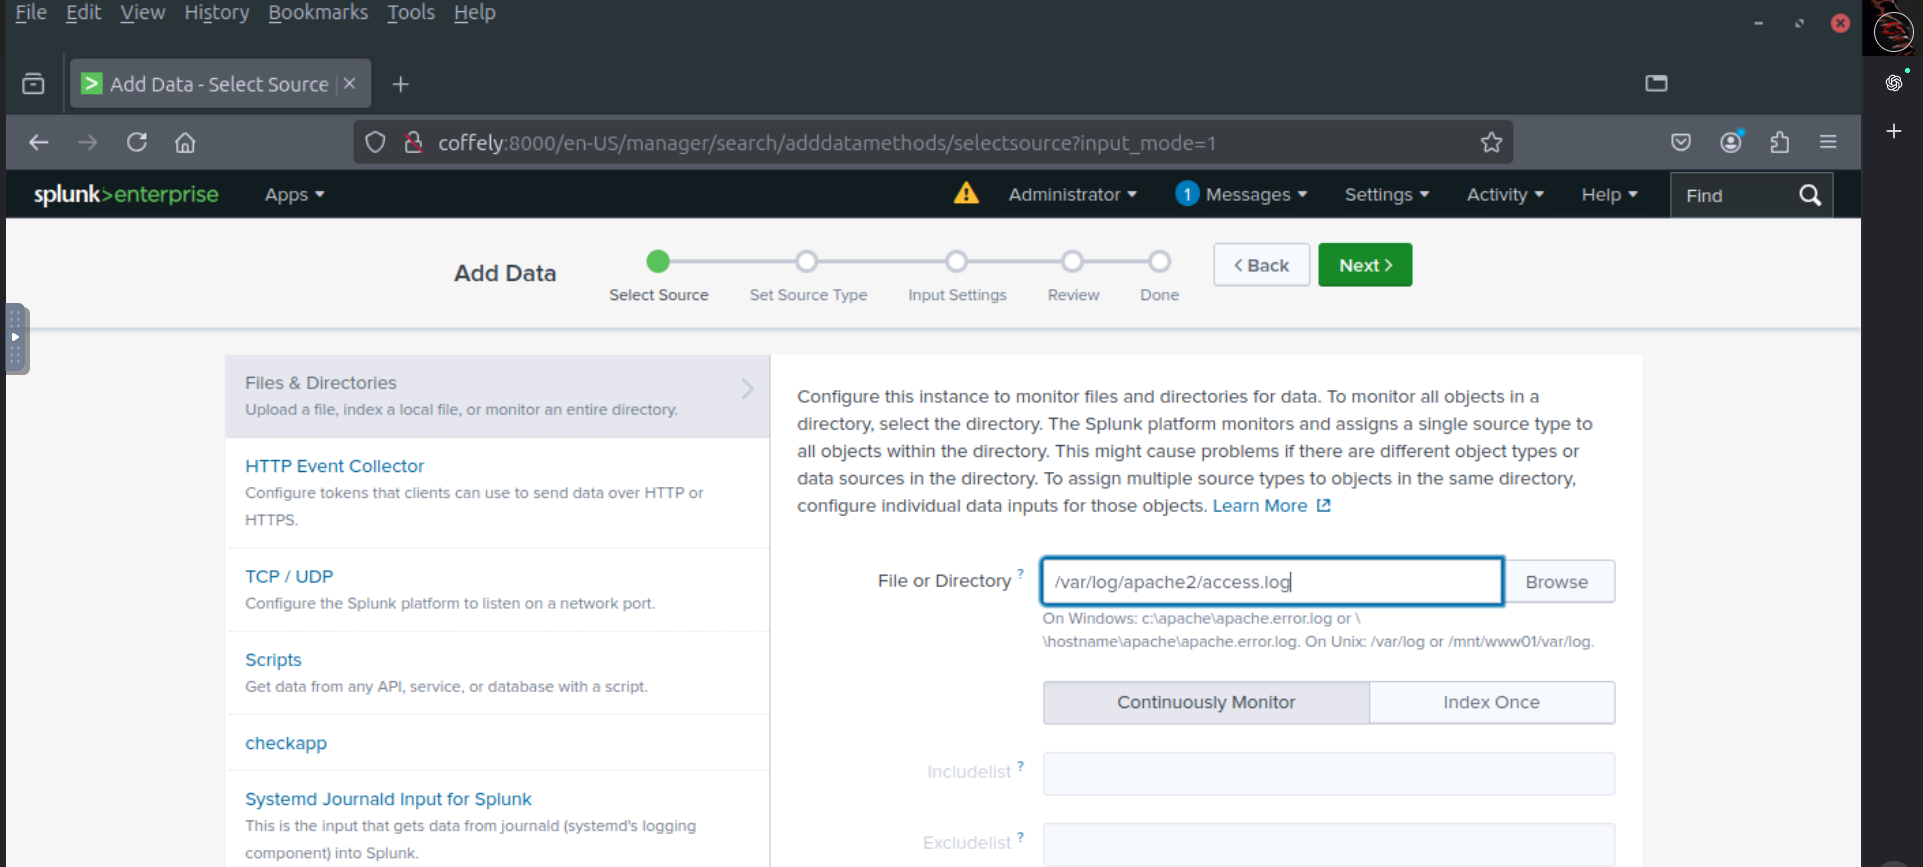 File Edit View History Bookmarks Tools Help
Add Data - Select Source
coffely:8000/en-US/manager/search/adddatamethods/selectsource?input_mode=1
splunk>enterprise Apps Administrator 1 Messages Settings Activity Help Find
Add Data
Select Source Set Source Type Input Settings Review Done
Back Next
Files & Directories
Upload a file, index a local file, or monitor an entire directory.
HTTP Event Collector
Configure tokens that clients can use to send data over HTTP or
HTTPS.
TCP / UDP
Configure the Splunk platform to listen on a network port.
Scripts
Get data from any API, service, or database with a script.
checkapp
Systemd Journald Input for Splunk
This is the input that gets data from journald (systemd's logging
component) into Splunk.
Configure this instance to monitor files and directories for data. To monitor all objects in a
directory, select the directory. The Splunk platform monitors and assigns a single source type to
all objects within the directory. This might cause problems if there are different object types or
data sources in the directory. To assign multiple source types to objects in the same directory,
configure individual data inputs for those objects. Learn More
File or Directory ? /var/log/apache2/access.log Browse
On Windows: c:\apache\apache.error.log or \
\hostname\apache\apache.error.log. On Unix: /var/log or /mnt/www01/var/log.
Continuously Monitor Index Once
Includelist ?
Excludelist ?